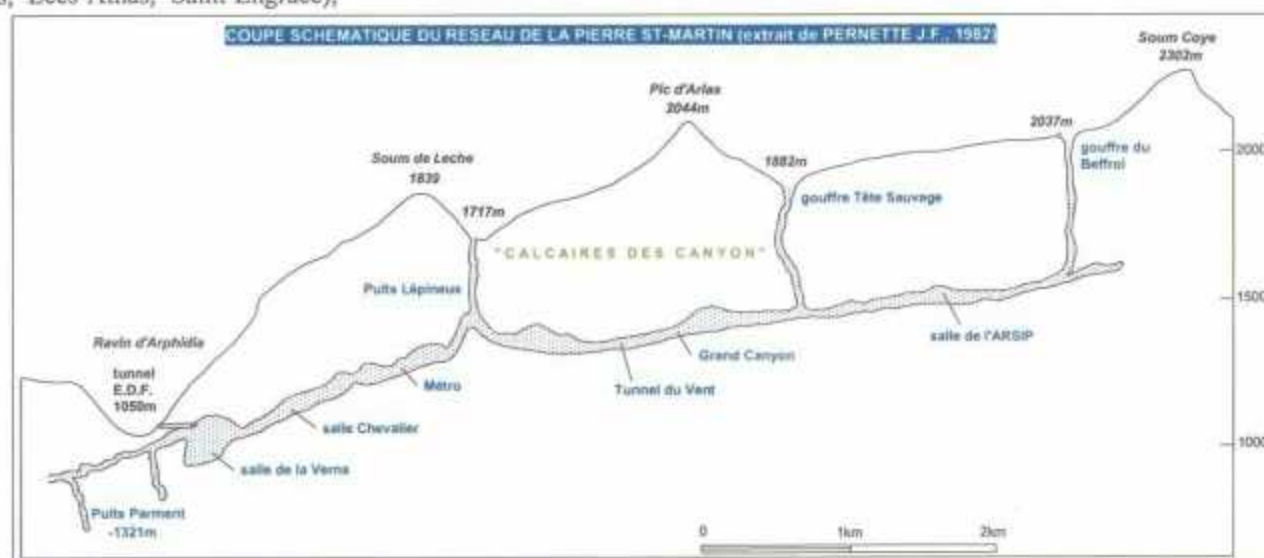 Saint Engrace),
COUPE SCHEMATIQUE DU RESEAU DE LA PIERRE ST-MARTIN (extrait de PERNETTE J.F., 1982)
Soum Coye
2302m
Pic d'Arlas
2044m
2037m
gouffre du
Beffroi
2000
Soum de Leche
1839
1882m
gouffre Tête Sauvage
1717m
"CALCAIRES DES CANYON"
Puits Lépineux
1500
salle de l'ARSIP
Ravin d'Arphidia
tunnel
E.D.F.
1050m
Grand Canyon
Métro
Tunnel du Vent
salle Chevalier
1000
salle de la Verna
Puits Parment
-1321m
0 1km 2km